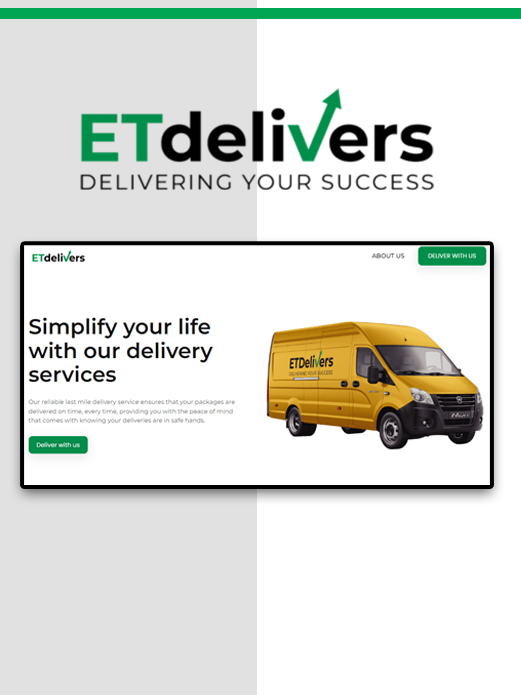 ETdelivers
DELIVERING YOUR SUCCESS
ETdelivers
ABOUT US
DELIVER WITH US
Simplify your life
with our delivery
services
Our reliable last mile delivery service ensures that your packages are
delivered on time, every time, providing you with the peace of mind
that comes with knowing your deliveries are in safe hands.
Deliver with us
ETDelivers
DELIVERING YOUR SUCCESS